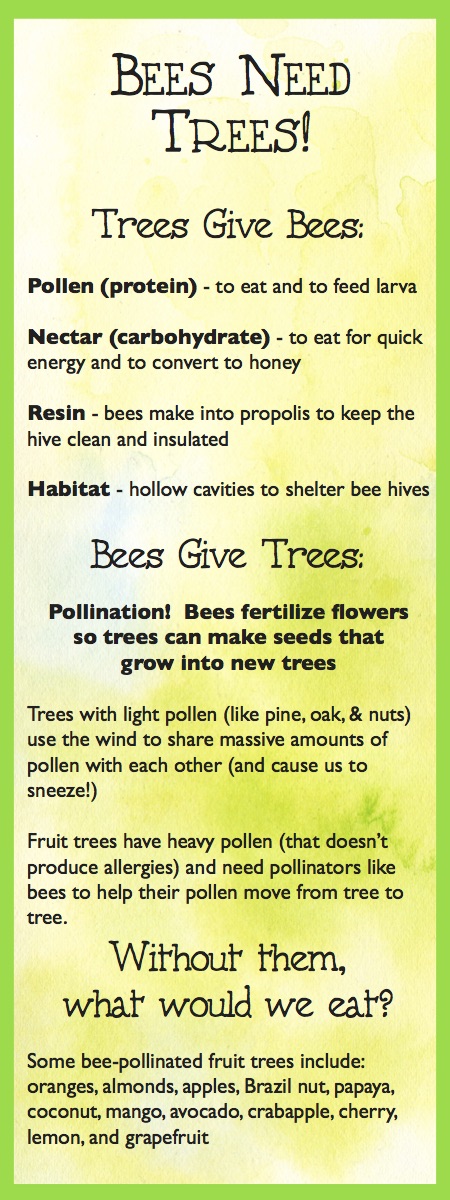 Bees Need
Trees!
Trees Give Bees:
Pollen (protein) - to eat and to feed larva
Nectar (carbohydrate) - to eat for quick
energy and to convert to honey
Resin - bees make into propolis to keep the
hive clean and insulated
Habitat - hollow cavities to shelter bee hives
Bees Give Trees:
Pollination!  Bees fertilize flowers
so trees can make seeds that
grow into new trees
Trees with light pollen (like pine, oak, & nuts)
use the wind to share massive amounts of
pollen with each other (and cause us to
sneeze!)
Fruit trees have heavy pollen (that doesn't
produce allergies) and need pollinators like
bees to help their pollen move from tree to
tree.
Without them,
what would we eat?
Some bee-pollinated fruit trees include:
oranges, almonds, apples, Brazil nut, papaya,
coconut, mango, avocado, crabapple, cherry,
lemon, and grapefruit